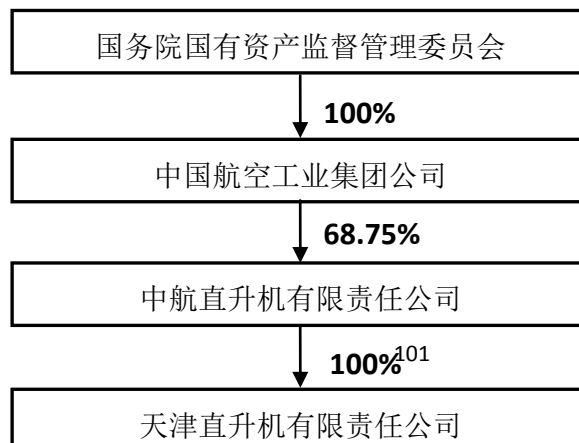 国务院国有资产监督管理委员会
100%
中国航空工业集团公司
68.75%
中航直升机有限责任公司
100%101
天津直升机有限责任公司